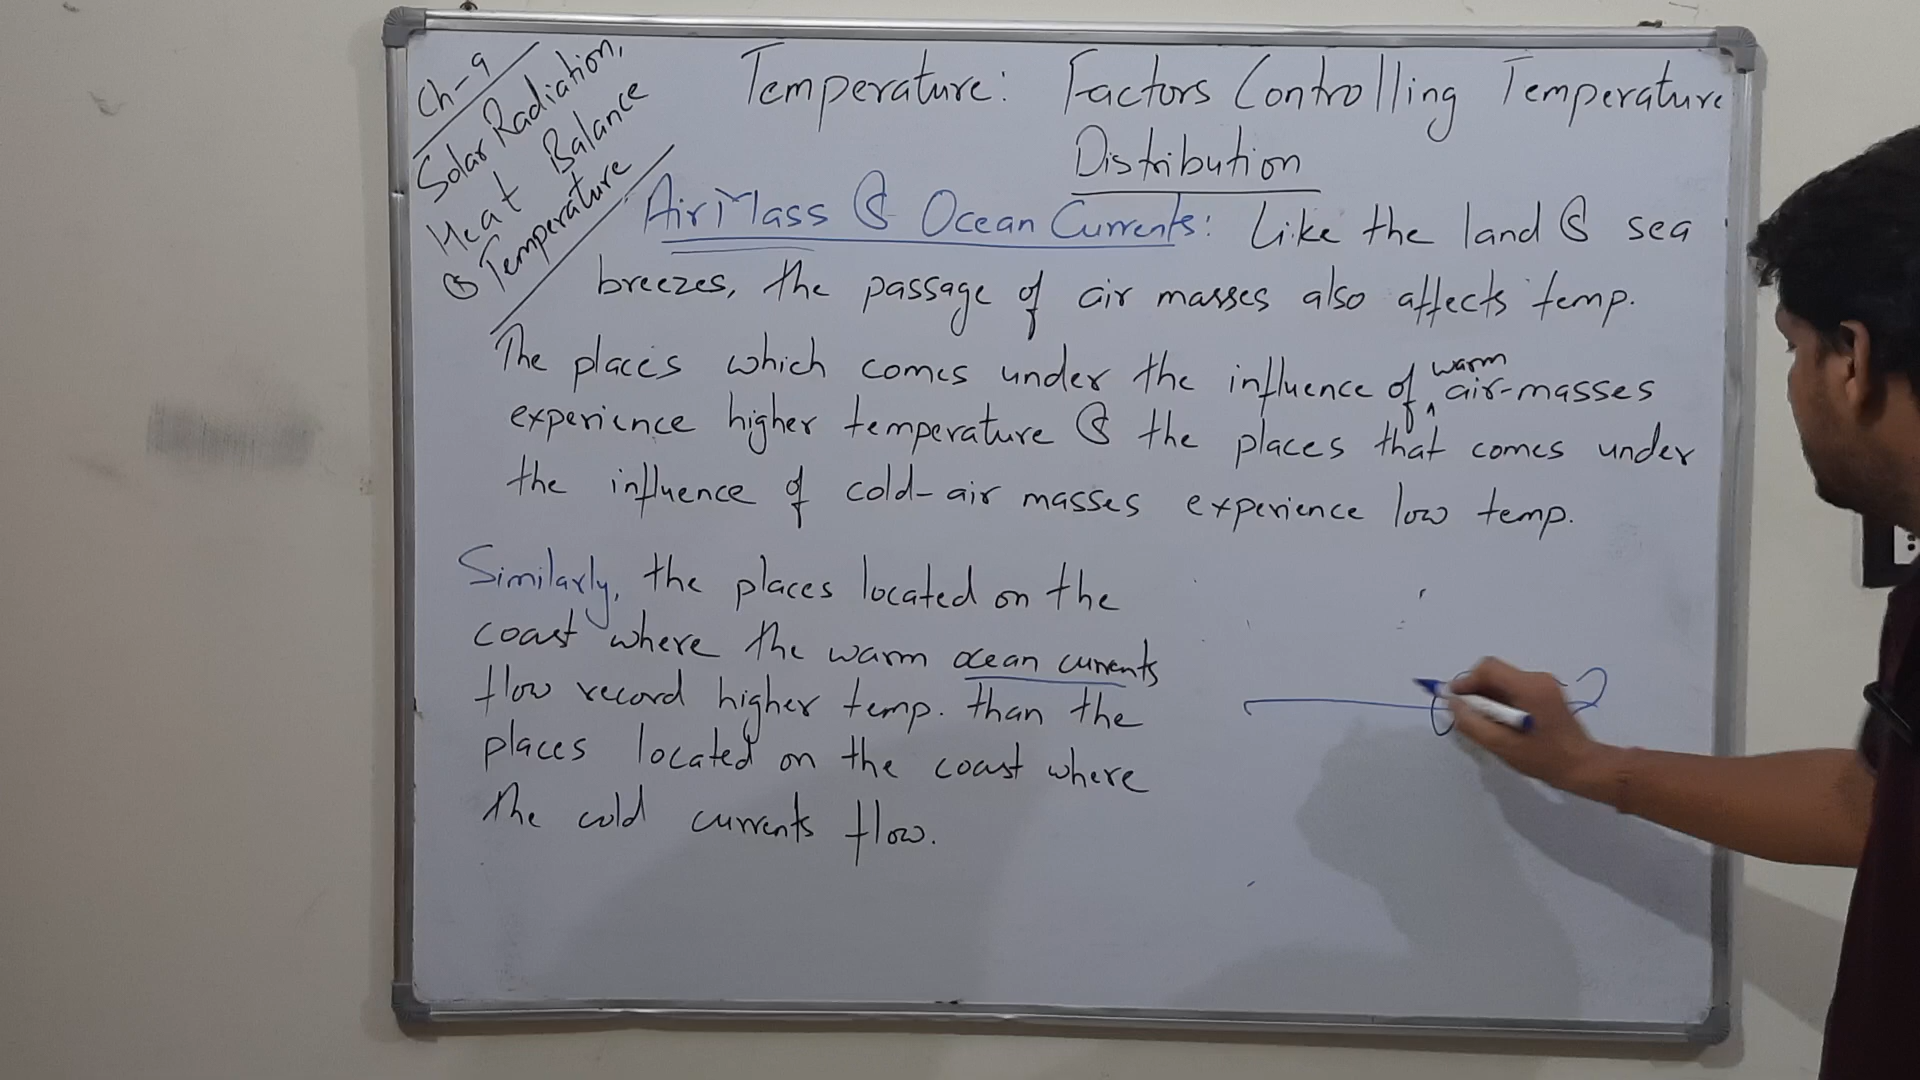 Ch-9
Solar Radiation,
Heat Balance
& Temperature
Temperature: Factors Controlling Temperature
Distribution
Air Mass & Ocean Currents: Like the land & sea
breezes, the passage of air masses also affects temp.
The places which comes under the influence of warm air-masses
experience higher temperature & the places that comes under
the influence of cold-air masses experience low temp.
Similarly, the places located on the
coast where the warm ocean currents
flow record higher temp. than the
places located on the coast where
the cold currents flow.